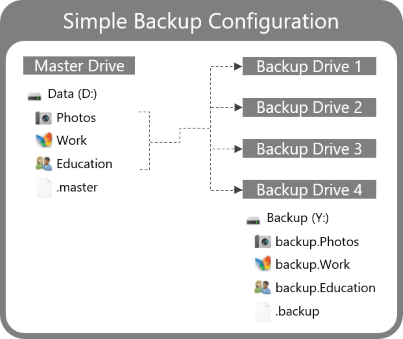 Simple Backup Configuration
Master Drive
Data (D:)
Photos
Work
Education
.master
Backup Drive 1
Backup Drive 2
Backup Drive 3
Backup Drive 4
Backup (Y:)
backup.Photos
backup.Work
backup.Education
.backup